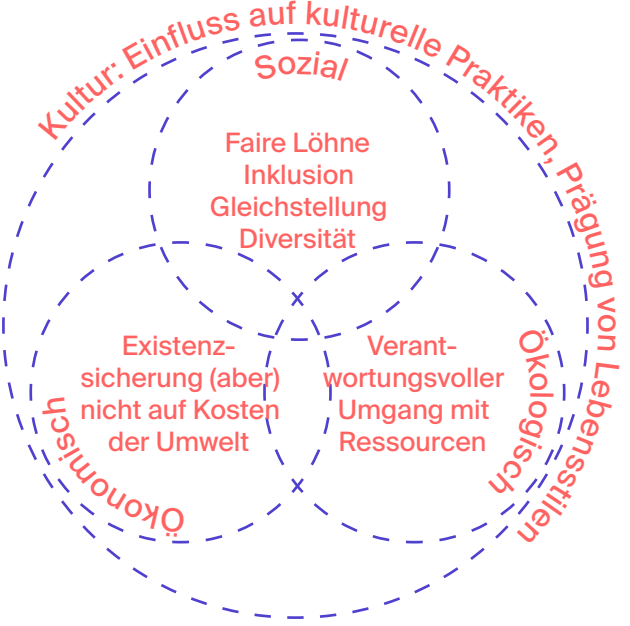 Kultur: Einfluss auf kulturelle Praktiken, Prägung von Lebensstilen
Sozial
Faire Löhne
Inklusion
Gleichstellung
Diversität
Ökonomisch
Existenz-
sicherung (aber)
nicht auf Kosten
der Umwelt
Ökologisch
Verant-
wortungsvoller
Umgang mit
Ressourcen